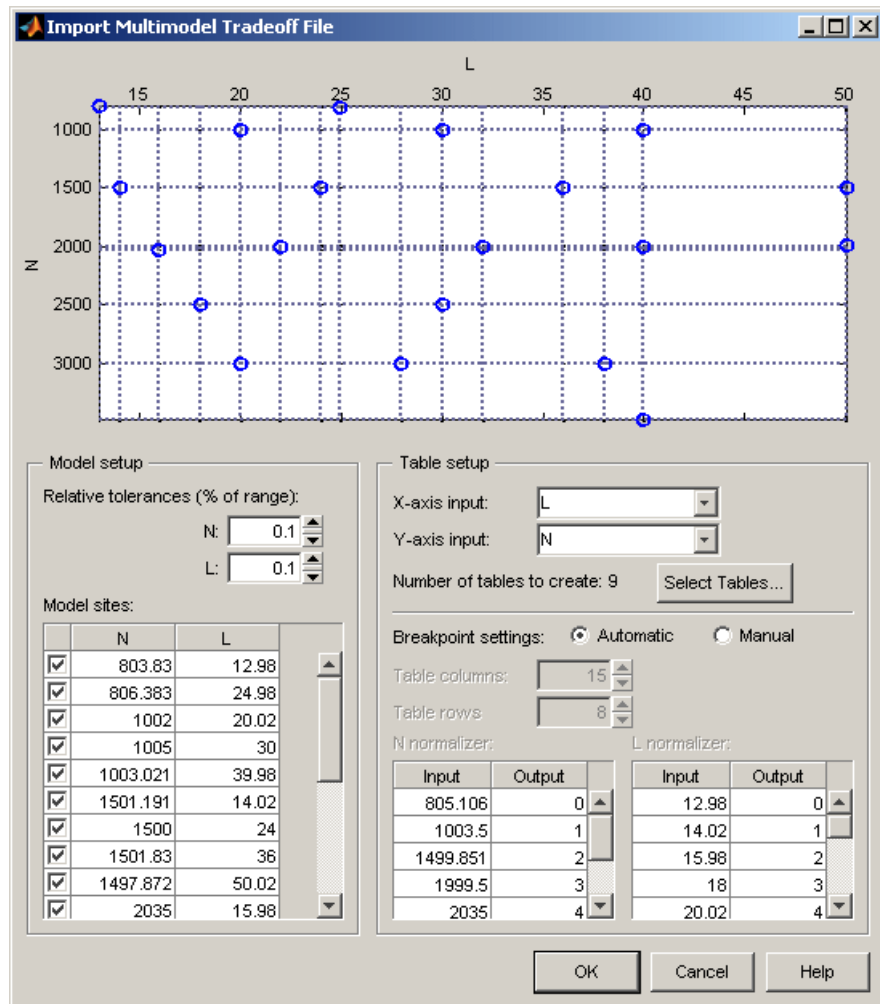 Import Multimodel Tradeoff File
L
15 20 25 30 35 40 45 50
1000
1500
2000
2500
3000
N
Model setup
Relative tolerances (% of range):
N: 0.1
L: 0.1
Model sites:
N L
803.83 12.98
806.383 24.98
1002 20.02
1005 30
1003.021 39.98
1501.191 14.02
1500 24
1501.83 36
1497.872 50.02
2035 15.98
Table setup
X-axis input: L
Y-axis input: N
Number of tables to create: 9 Select Tables...
Breakpoint settings: Automatic Manual
Table columns: 15
Table rows 8
N normalizer:
Input Output
805.106 0
1003.5 1
1499.851 2
1999.5 3
2035 4
L normalizer:
Input Output
12.98 0
14.02 1
15.98 2
18 3
20.02 4
OK Cancel Help